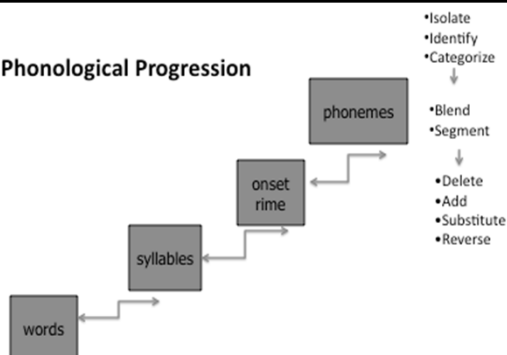 Phonological Progression
•Isolate
•Identify
•Categorize
phonemes
•Blend
•Segment
onset
rime
•Delete
•Add
•Substitute
•Reverse
syllables
words